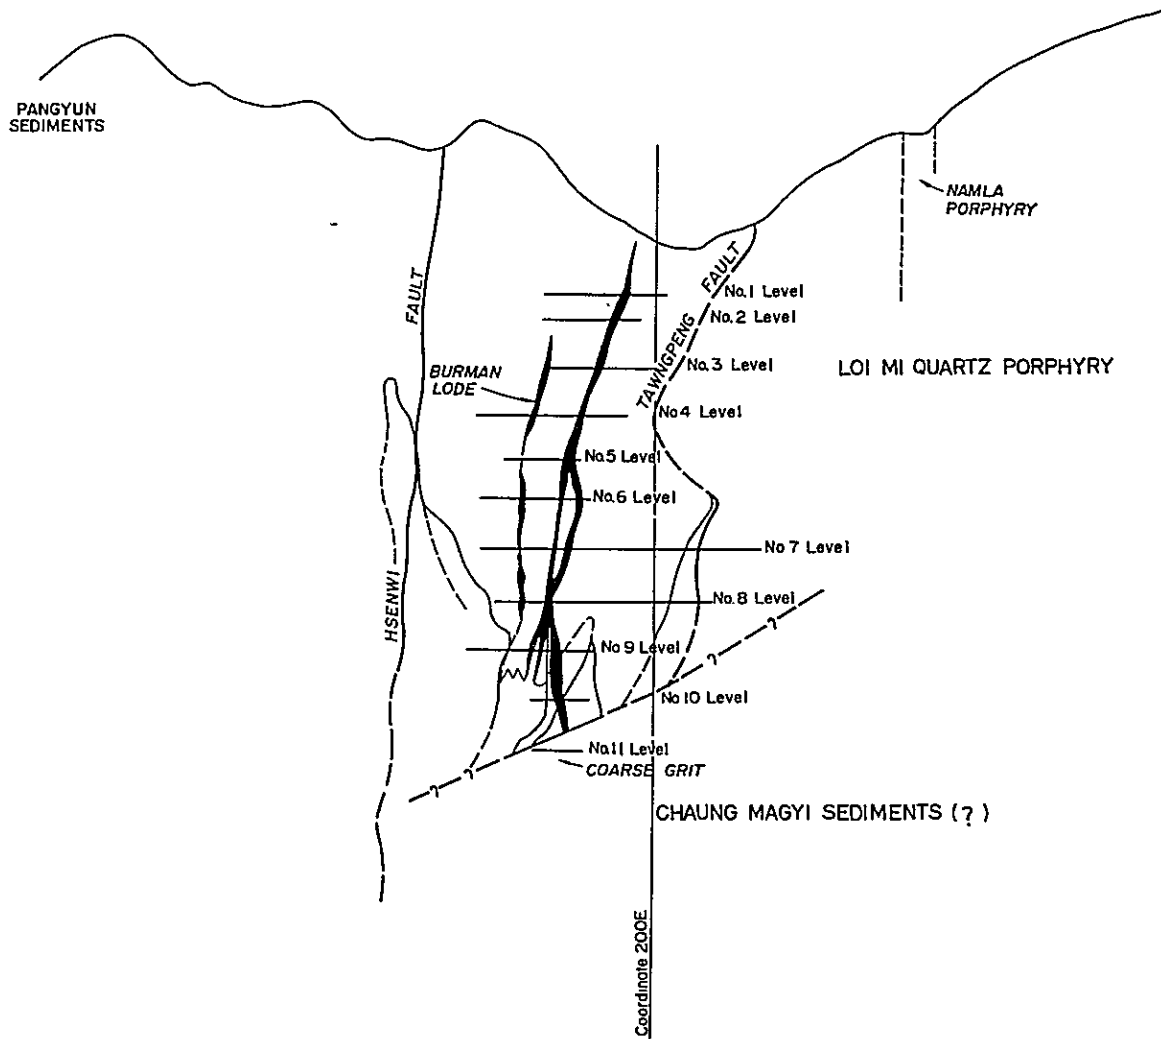 PANGYUN
SEDIMENTS
NAMLA
PORPHYRY
FAULT
TAWNGPENG FAULT
No.1 Level
No.2 Level
BURMAN
LODE
No.3 Level
LOI MI QUARTZ PORPHYRY
No 4 Level
No.5 Level
No.6 Level
No 7 Level
HSENWI
No.8 Level
?
No 9 Level
?
No 10 Level
No.11 Level
COARSE GRIT
?
?
CHAUNG MAGYI SEDIMENTS (?)
Coordinate 200E